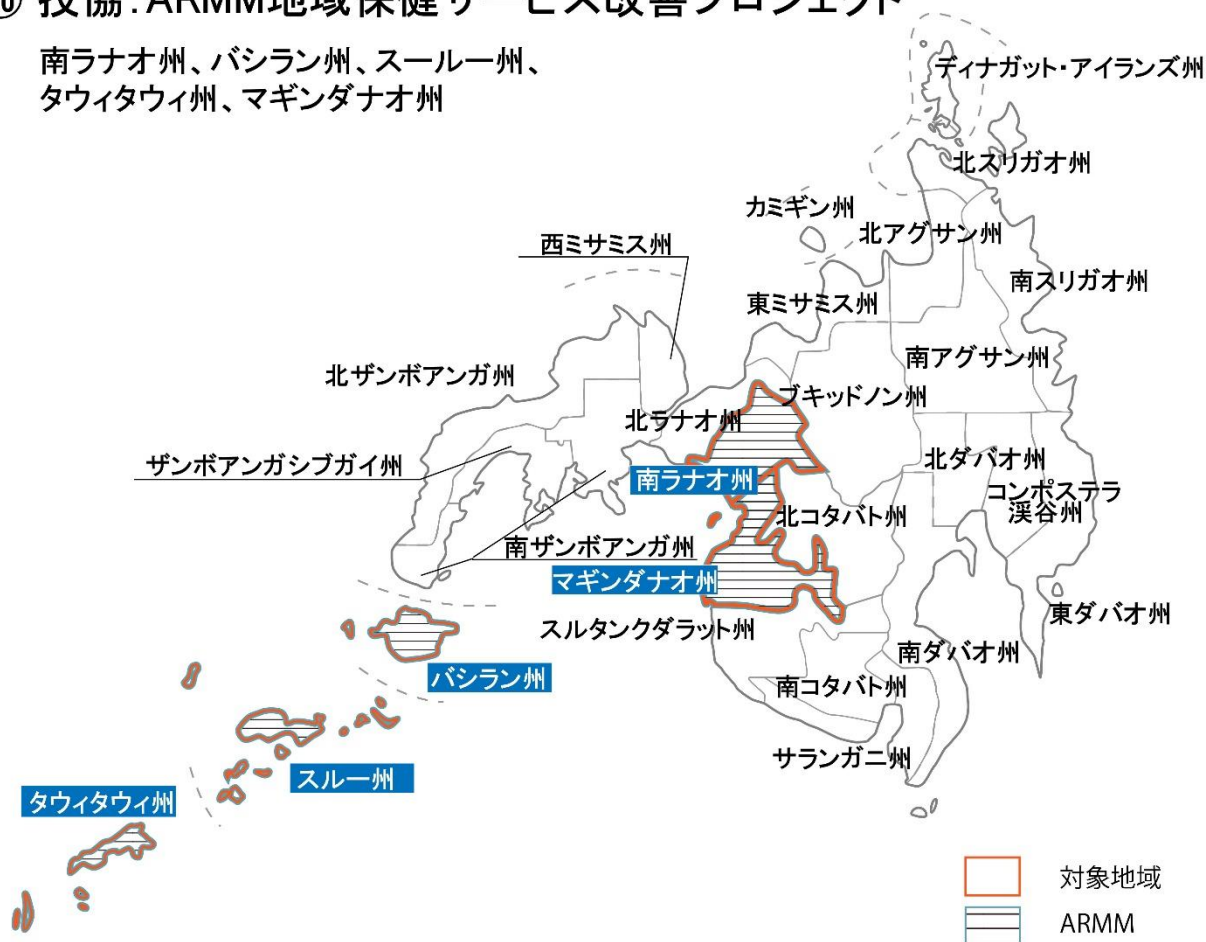 技協:ARMM地域保健サービス改善プロジェクト
南ラナオ州、バシラン州、スールー州、
タウィタウィ州、マギンダナオ州
ディナガット・アイランズ州
北スリガオ州
カミギン州
北アグサン州
西ミサミス州
南スリガオ州
東ミサミス州
南アグサン州
北ザンボアンガ州
ブキッドノン州
北ラナオ州
ザンボアンガシブガイ州
北ダバオ州
南ラナオ州
コンポステラ
渓谷州
北コタバト州
南ザンボアンガ州
マギンダナオ州
東ダバオ州
スルタンクダラット州
南ダバオ州
バシラン州
南コタバト州
サランガニ州
スルー州
タウィタウィ州
対象地域
ARMM